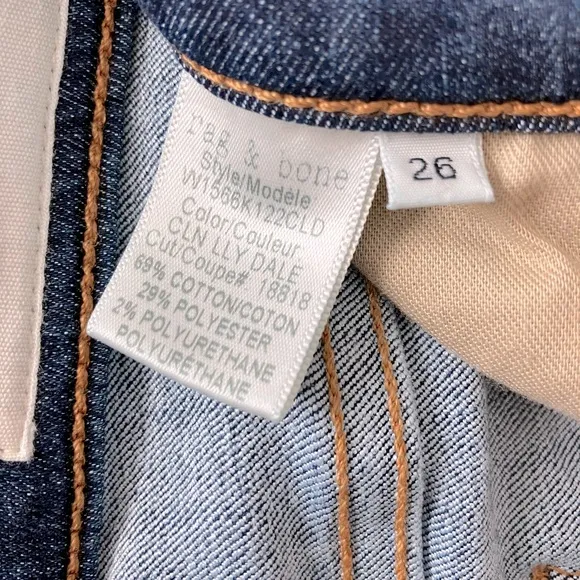 rag & bone
Style/Modèle
W1566K122CLD
Color/Couleur
CLN LLY DALE
Cut/Coupe# 18818
69% COTTON/COTON
29% POLYESTER
2% POLYURETHANE
POLYURÉTHANE
26